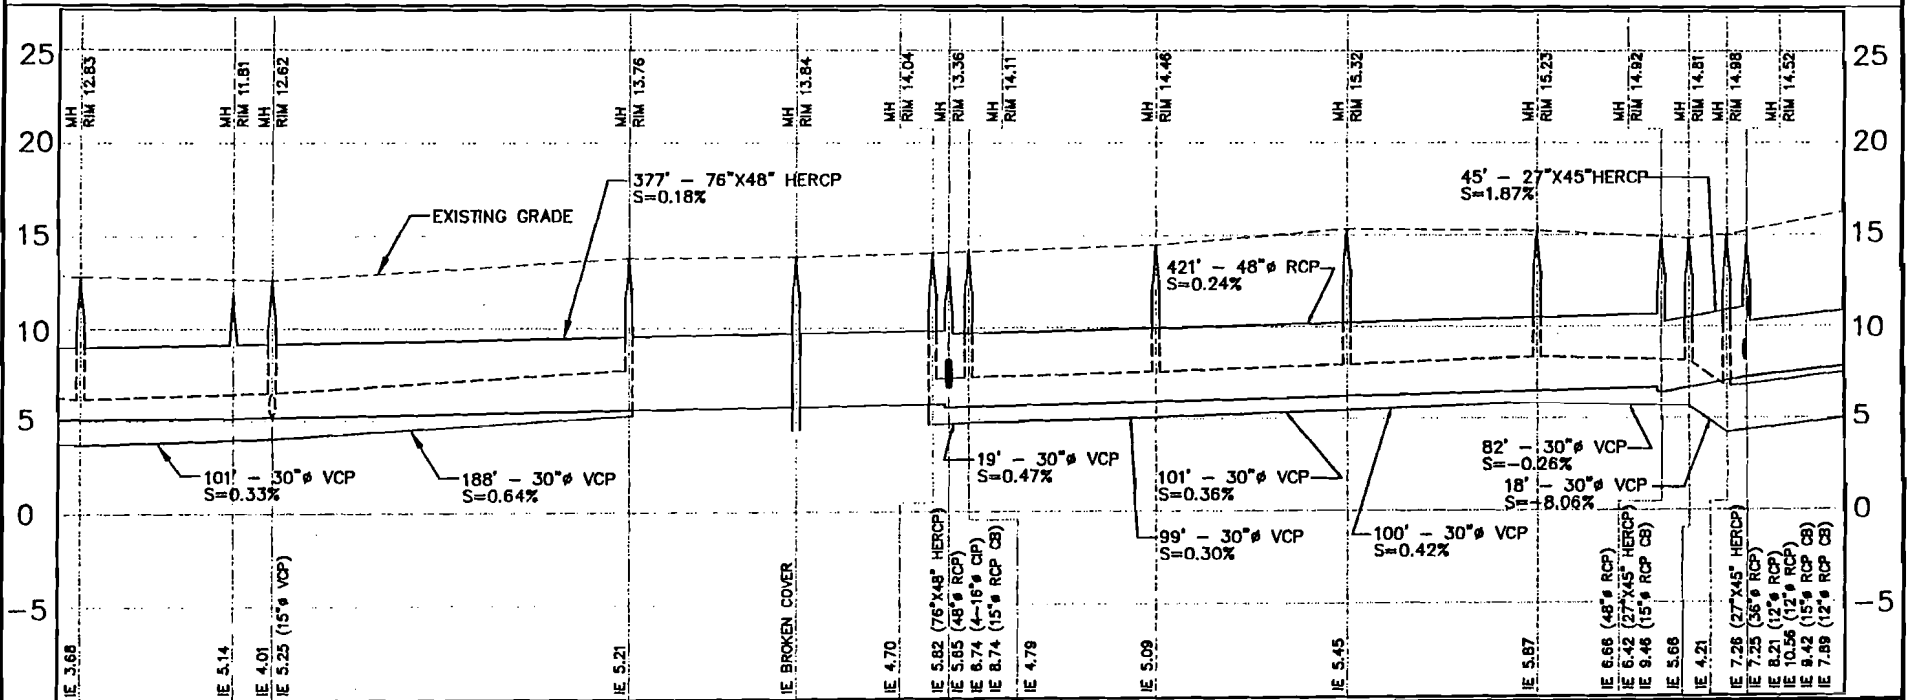 25
20
15
10
5
0
-5
MH
RIM 12.83
MH
RIM 11.81
MH
RIM 12.62
MH
RIM 13.76
MH
RIM 13.84
MH
RIM 14.04
MH
RIM 13.36
MH
RIM 14.11
MH
RIM 14.46
MH
RIM 15.32
MH
RIM 15.23
MH
RIM 14.92
MH
RIM 14.81
MH
RIM 14.98
MH
RIM 14.52
25
20
15
10
5
0
-5
377' - 76"X48" HERCP
S=0.18%
EXISTING GRADE
45' - 27"X45"HERCP
S=1.87%
421' - 48"ø RCP
S=0.24%
101' - 30"ø VCP
S=0.33%
188' - 30"ø VCP
S=0.64%
19' - 30"ø VCP
S=0.47%
101' - 30"ø VCP
S=0.36%
82' - 30"ø VCP
S=-0.26%
18' - 30"ø VCP
S=-8.06%
99' - 30"ø VCP
S=0.30%
100' - 30"ø VCP
S=0.42%
IE 3.68
IE 5.14
IE 4.01
IE 5.25 (15"ø VCP)
IE 5.21
IE BROKEN COVER
IE 4.70
IE 5.82 (76"X48" HERCP)
IE 5.65 (48"ø RCP)
IE 6.74 (4-16"ø CIP)
IE 8.74 (15"ø RCP CB)
IE 4.79
IE 5.09
IE 5.45
IE 5.87
IE 6.66 (48"ø RCP)
IE 6.42 (27"X45" HERCP)
IE 9.46 (15"ø RCP CB)
IE 5.66
IE 4.21
IE 7.26 (27"X45" HERCP)
IE 7.25 (36"ø RCP)
IE 8.21 (12"ø RCP)
IE 10.56 (12"ø RCP)
IE 9.42 (15"ø RCP CB)
IE 7.89 (12"ø RCP CB)